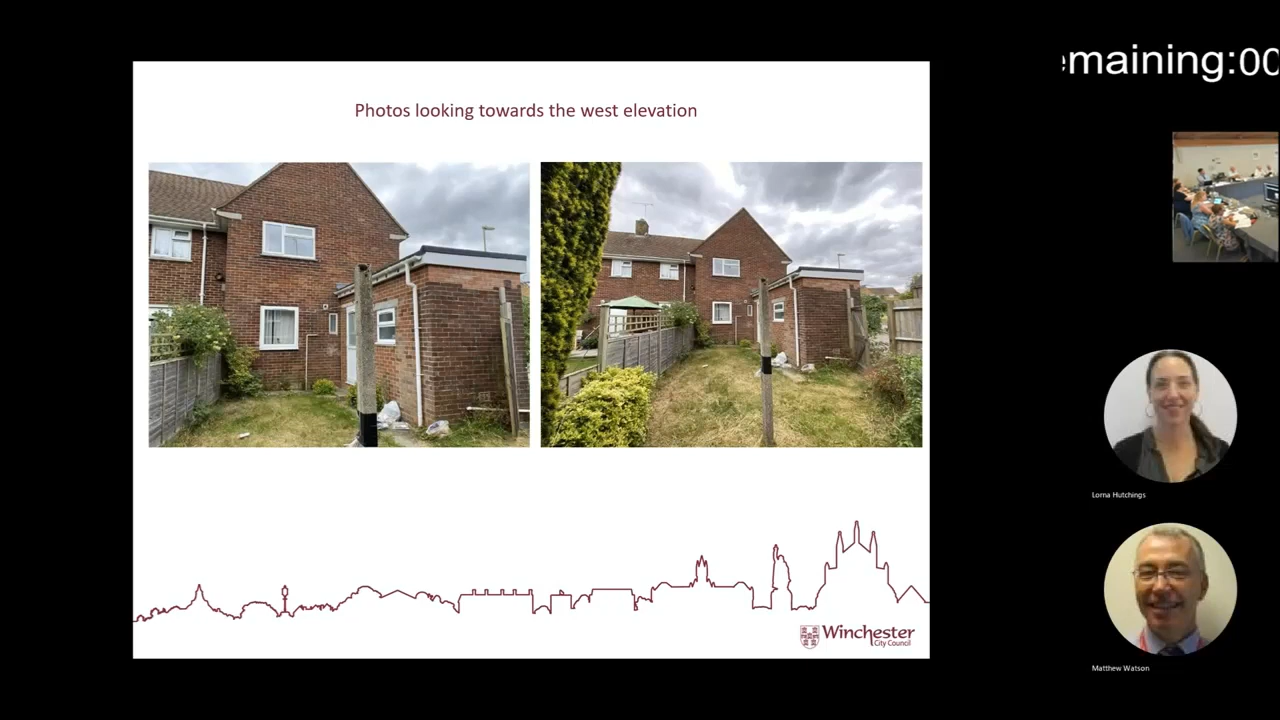 Photos looking towards the west elevation
maining:00
Lorna Hutchings
Winchester
City Council
Matthew Watson